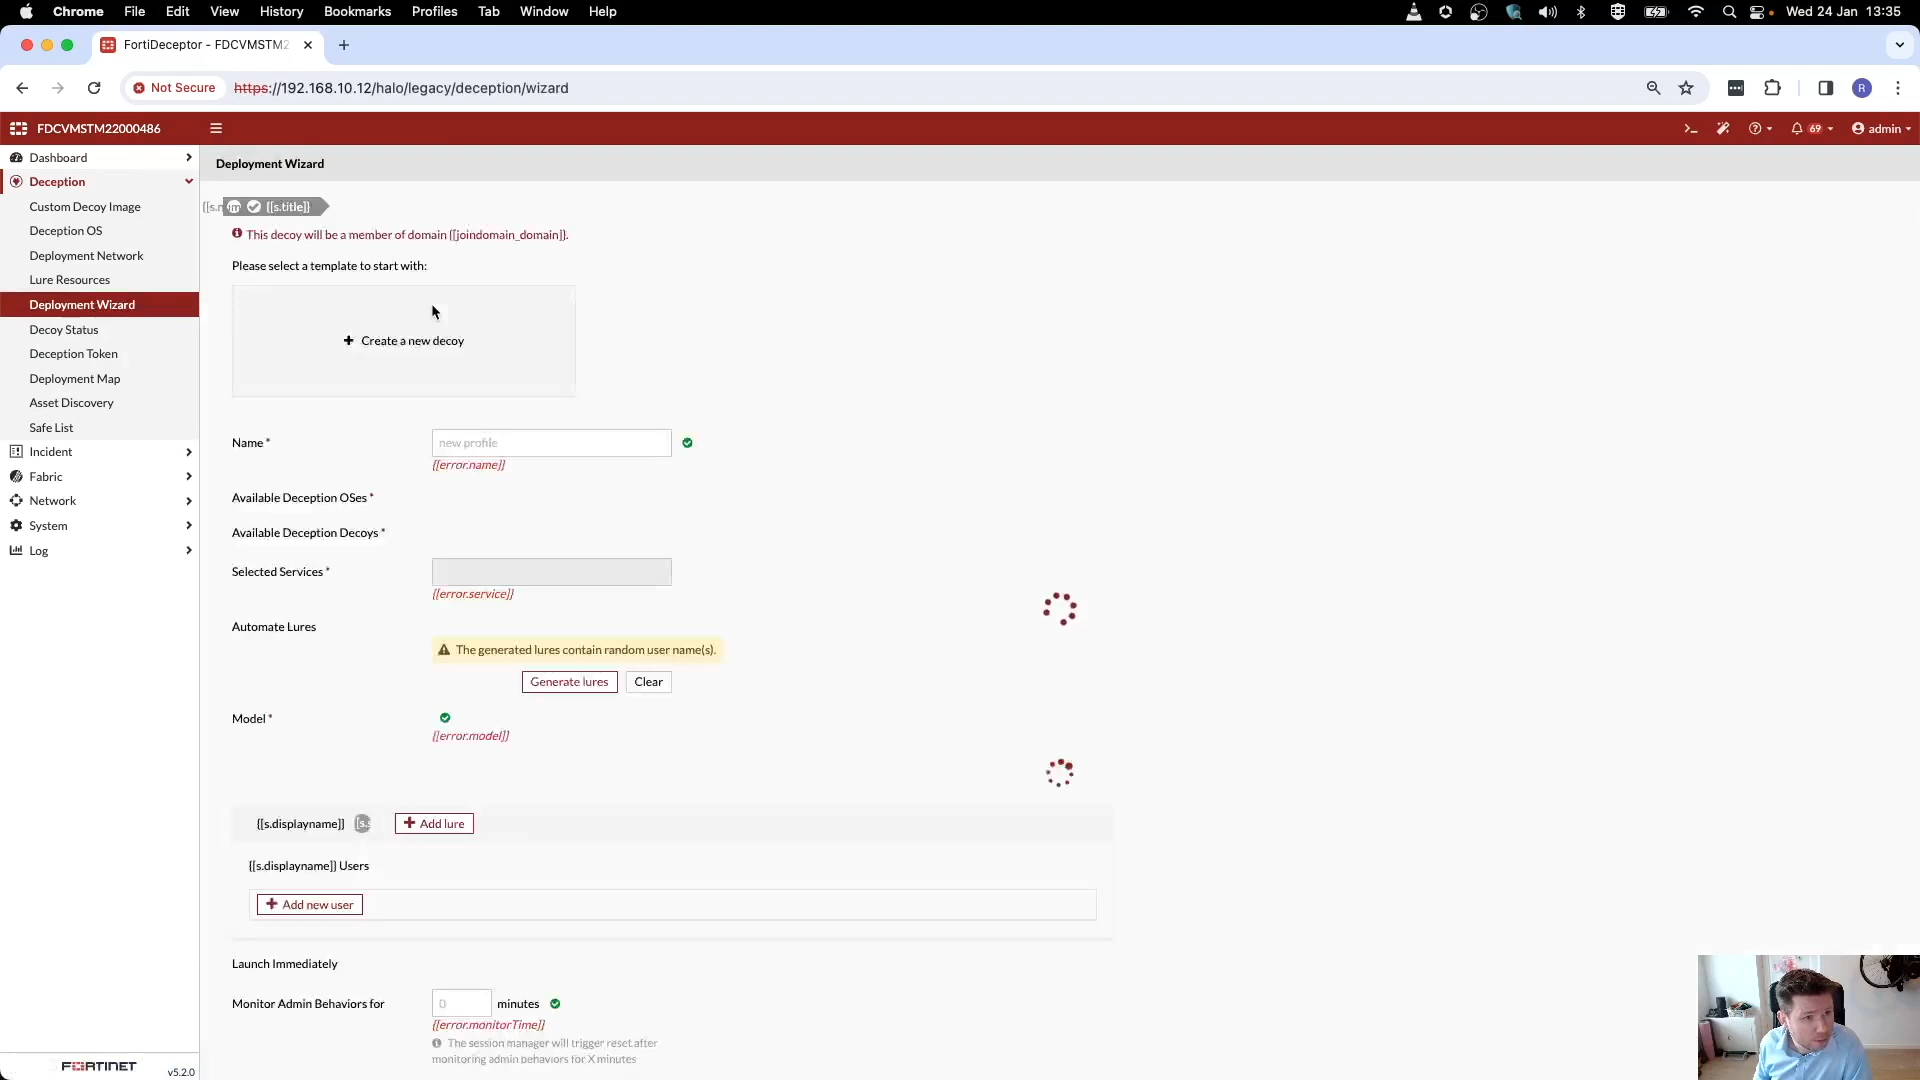 Chrome File Edit View History Bookmarks Profiles Tab Window Help Wed 24 Jan 13:35
FortiDeceptor - FDCVMSTM2
Not Secure https://192.168.10.12/halo/legacy/deception/wizard R
FDCVMSTM22000486 69 admin
Dashboard
Deception
Custom Decoy Image
Deception OS
Deployment Network
Lure Resources
Deployment Wizard
Decoy Status
Deception Token
Deployment Map
Asset Discovery
Safe List
Incident
Fabric
Network
System
Log
FORTINET v5.2.0
Deployment Wizard
[[s.title]]
This decoy will be a member of domain {[joindomain_domain]}.
Please select a template to start with:
+ Create a new decoy
Name * new profile
{[error.name]}
Available Deception OSes *
Available Deception Decoys *
Selected Services *
{[error.service]}
Automate Lures
The generated lures contain random user name(s).
Generate lures Clear
Model *
{[error.model]}
{[s.displayname]} + Add lure
{[s.displayname]} Users
+ Add new user
Launch Immediately
Monitor Admin Behaviors for 0 minutes
{[error.monitorTime]}
The session manager will trigger reset after
monitoring admin behaviors for X minutes